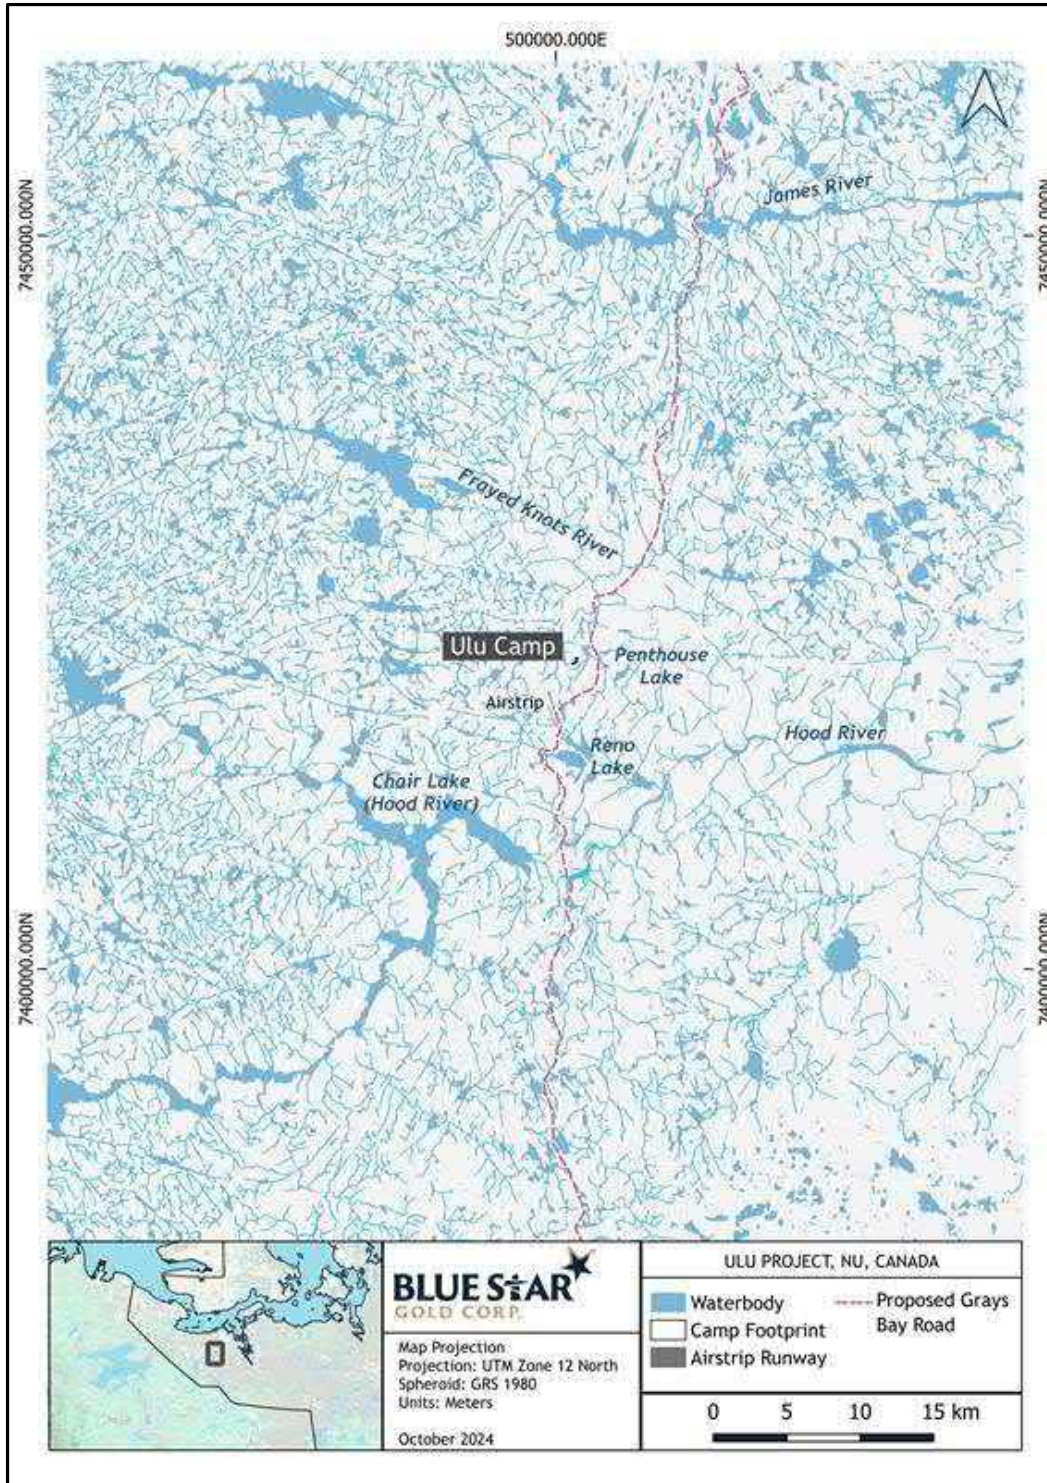 500000.000E
James River
7450000.000N
7450000.000N
Frayed Knots River
Ulu Camp
Penthouse
Lake
Airstrip
Reno
Lake
Hood River
Chair Lake
(Hood River)
7400000.000N
7400000.000N
BLUE STAR
GOLD CORP.
Map Projection
Projection: UTM Zone 12 North
Spheroid: GRS 1980
Units: Meters
October 2024
ULU PROJECT, NU, CANADA
Waterbody
Camp Footprint
Airstrip Runway
Proposed Grays
Bay Road
0 5 10 15 km